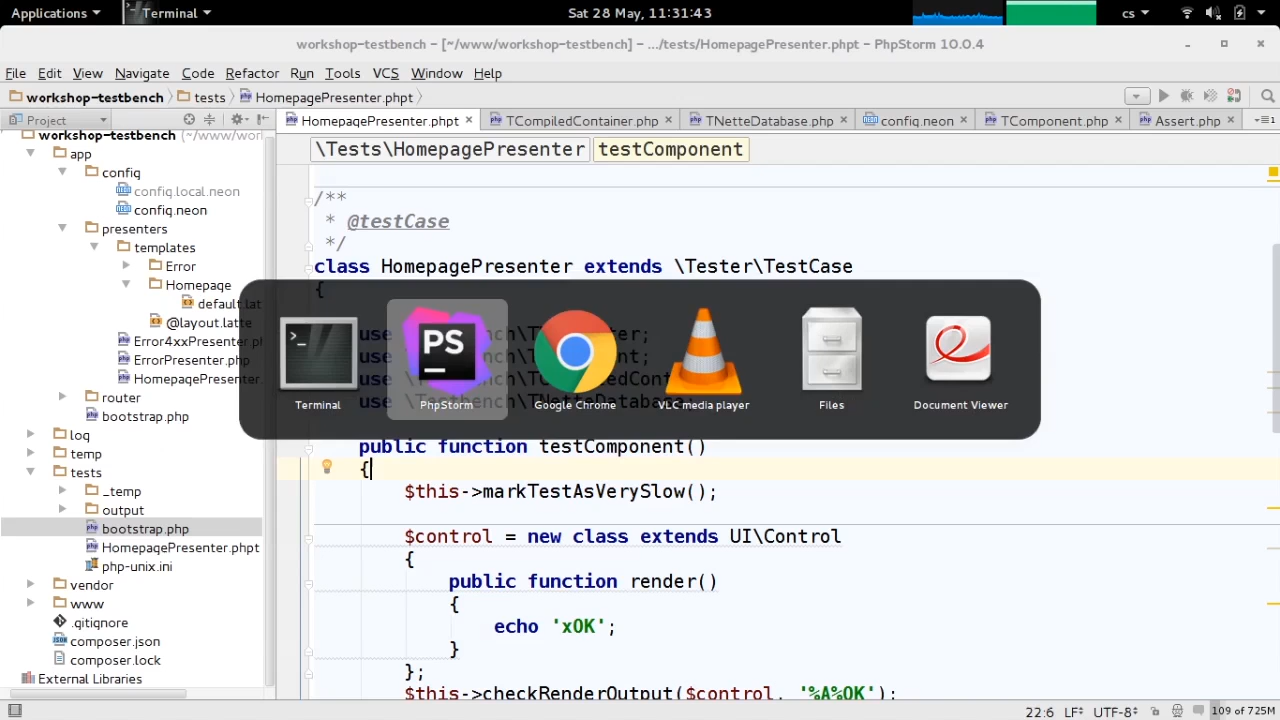 Applications
Terminal
Sat 28 May, 11:31:43
cs
workshop-testbench – [~/www/workshop-testbench] – .../tests/HomepagePresenter.phpt – PhpStorm 10.0.4
File Edit View Navigate Code Refactor Run Tools VCS Window Help
workshop-testbench tests HomepagePresenter.phpt
Project
HomepagePresenter.phpt TCompiledContainer.php TNetteDatabase.php config.neon TComponent.php Assert.php
workshop-testbench (~/www/wor
\Tests\HomepagePresenter testComponent
app
config
config.local.neon
config.neon
presenters
templates
Error
Homepage
default.lat
@layout.latte
Error4xxPresenter.ph
ErrorPresenter.php
HomepagePresenter.
router
bootstrap.php
log
temp
tests
_temp
output
bootstrap.php
HomepagePresenter.phpt
php-unix.ini
vendor
www
.gitignore
composer.json
composer.lock
External Libraries
/**
* @testCase
*/
class HomepagePresenter extends \Tester\TestCase
{
Terminal PhpStorm Google Chrome VLC media player Files Document Viewer
public function testComponent()
{
$this->markTestAsVerySlow();
$control = new class extends UI\Control
{
public function render()
{
echo 'xOK';
}
};
$this->checkRenderOutput($control, '%A%OK');
22:6 LF UTF-8 109 of 725M